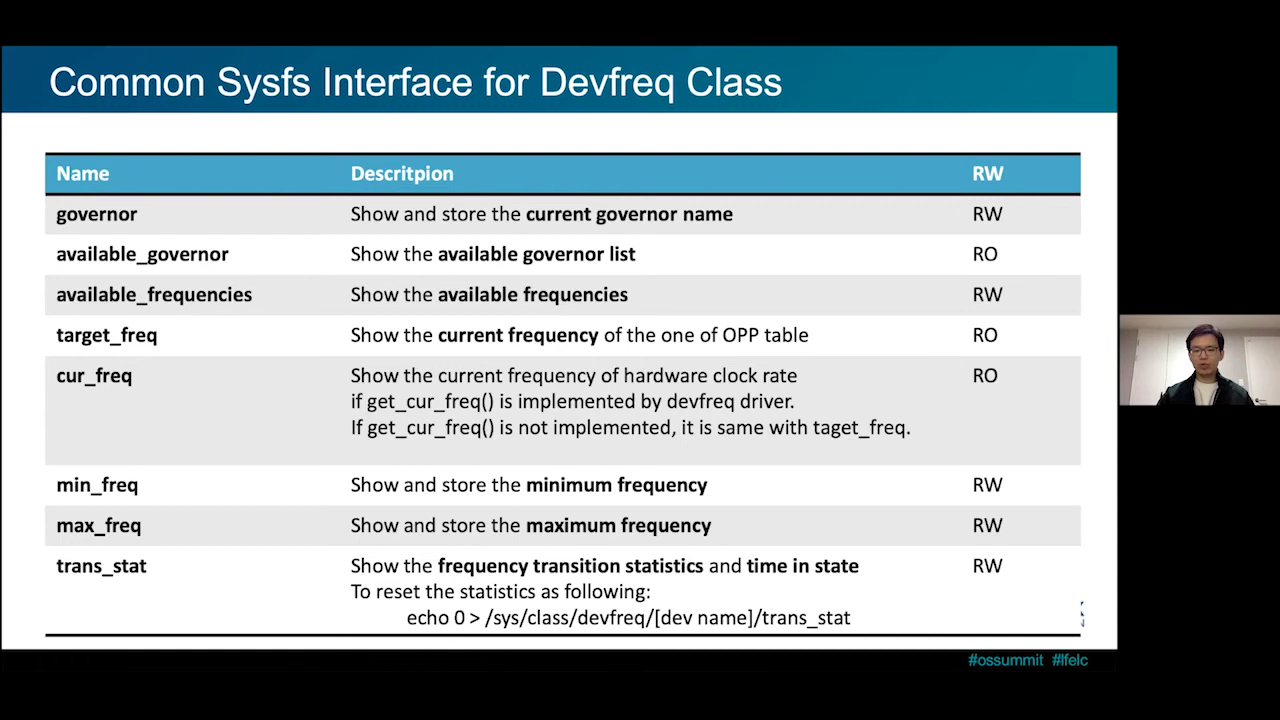 Common Sysfs Interface for Devfreq Class
Name Descritpion RW
governor Show and store the current governor name RW
available_governor Show the available governor list RO
available_frequencies Show the available frequencies RW
target_freq Show the current frequency of the one of OPP table RO
cur_freq Show the current frequency of hardware clock rate RO
if get_cur_freq() is implemented by devfreq driver.
If get_cur_freq() is not implemented, it is same with taget_freq.
min_freq Show and store the minimum frequency RW
max_freq Show and store the maximum frequency RW
trans_stat Show the frequency transition statistics and time in state RW
To reset the statistics as following:
echo 0 > /sys/class/devfreq/[dev name]/trans_stat
#ossummit #lfelc